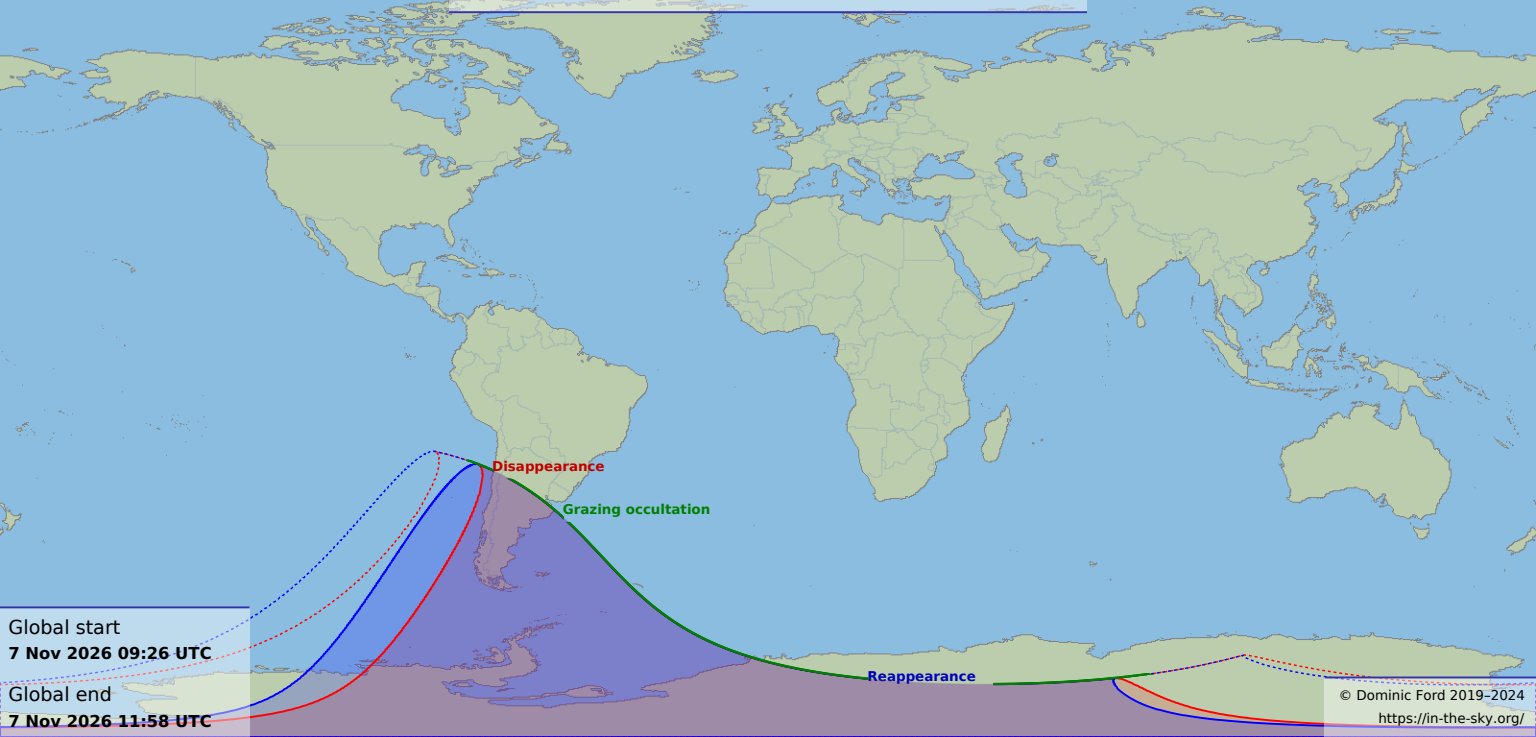 Disappearance
Grazing occultation
Reappearance
Global start
7 Nov 2026 09:26 UTC
Global end
7 Nov 2026 11:58 UTC
© Dominic Ford 2019–2024
https://in-the-sky.org/